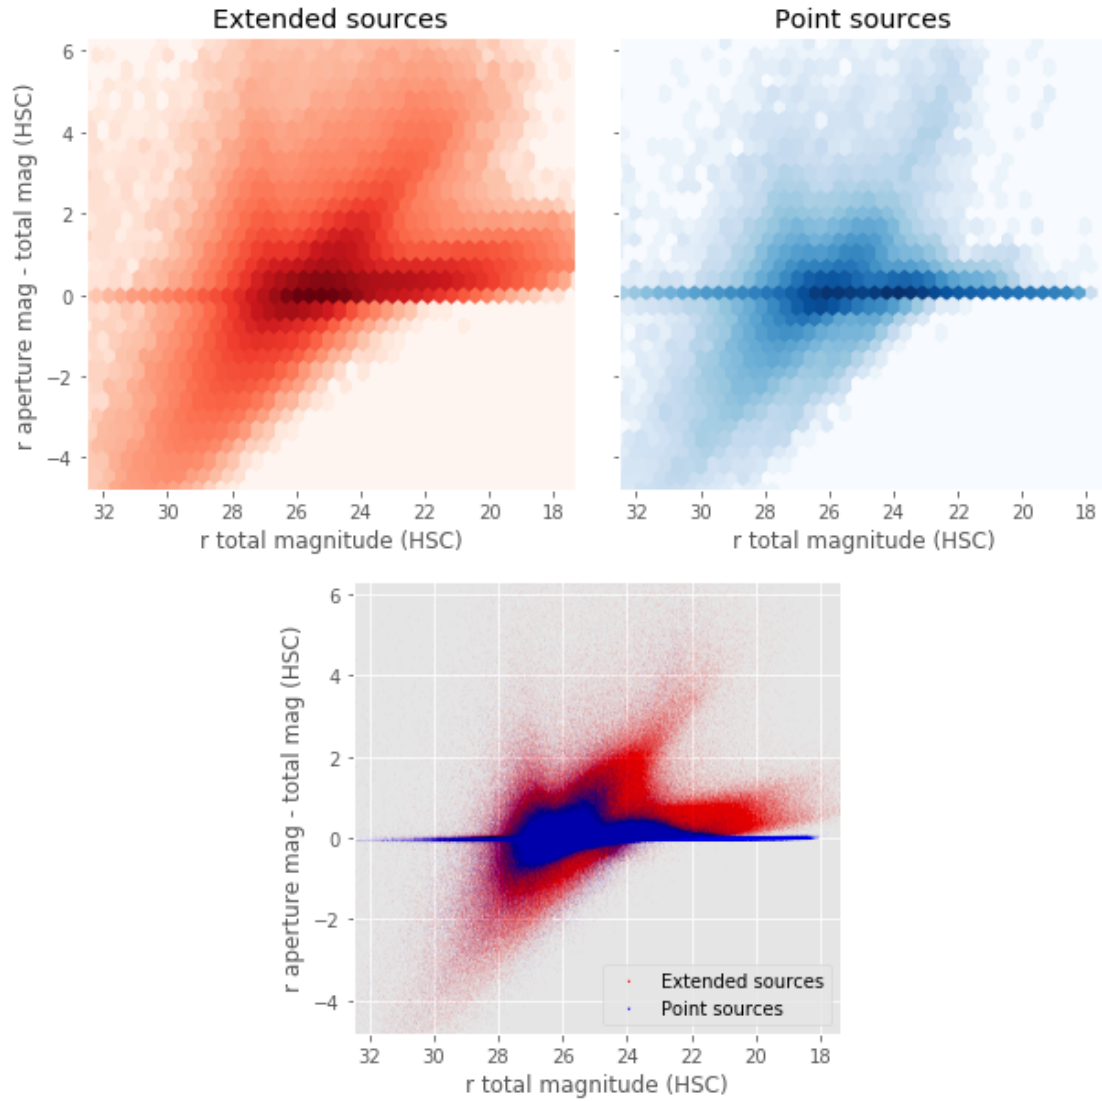 Extended sources
Point sources
r aperture mag - total mag (HSC)
6
4
2
0
−2
−4
32 30 28 26 24 22 20 18
r total magnitude (HSC)
32 30 28 26 24 22 20 18
r total magnitude (HSC)
r aperture mag - total mag (HSC)
6
4
2
0
−2
−4
Extended sources
Point sources
32 30 28 26 24 22 20 18
r total magnitude (HSC)